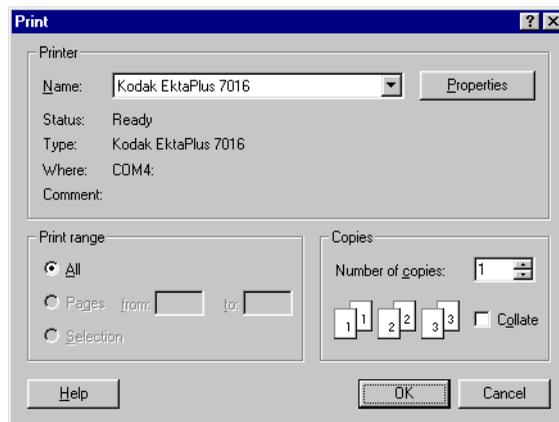 Print
Printer
Name: Kodak EktaPlus 7016 Properties
Status: Ready
Type: Kodak EktaPlus 7016
Where: COM4:
Comment:
Print range
All
Pages from: to:
Selection
Copies
Number of copies: 1
1 1 2 2 3 3 Collate
Help OK Cancel